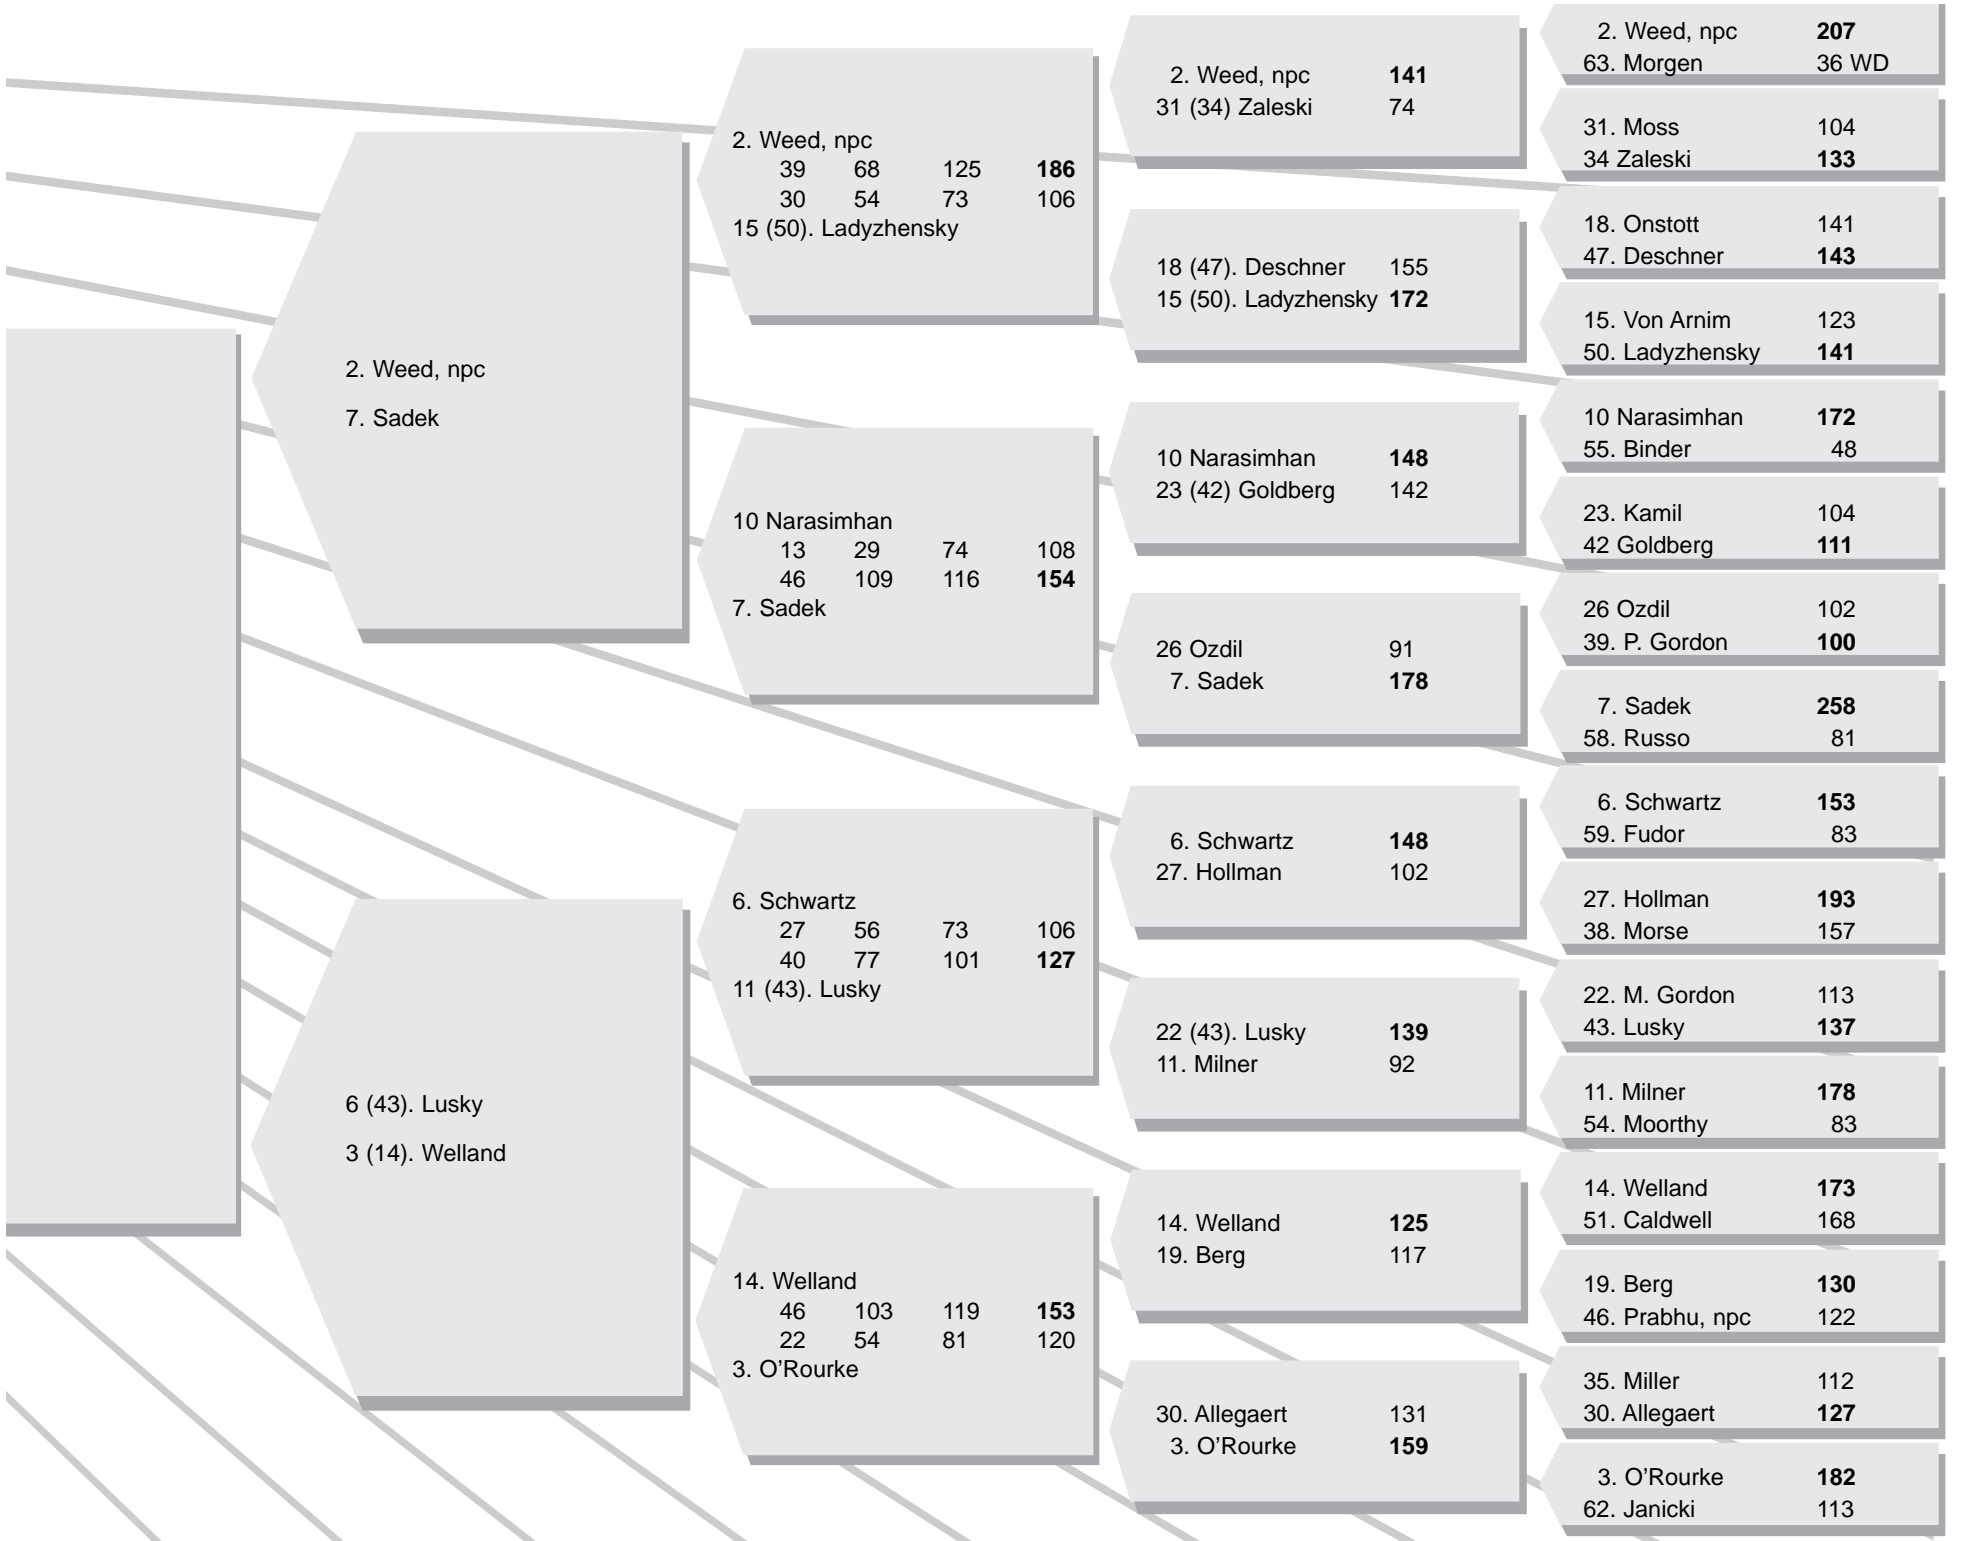 2. Weed, npc
7. Sadek
6 (43). Lusky
3 (14). Welland
2. Weed, npc
39 68 125 186
30 54 73 106
15 (50). Ladyzhensky
10 Narasimhan
13 29 74 108
46 109 116 154
7. Sadek
6. Schwartz
27 56 73 106
40 77 101 127
11 (43). Lusky
14. Welland
46 103 119 153
22 54 81 120
3. O'Rourke
2. Weed, npc 141
31 (34) Zaleski 74
18 (47). Deschner 155
15 (50). Ladyzhensky 172
10 Narasimhan 148
23 (42) Goldberg 142
26 Ozdil 91
7. Sadek 178
6. Schwartz 148
27. Hollman 102
22 (43). Lusky 139
11. Milner 92
14. Welland 125
19. Berg 117
30. Allegaert 131
3. O'Rourke 159
2. Weed, npc 207
63. Morgen 36 WD
31. Moss 104
34 Zaleski 133
18. Onstott 141
47. Deschner 143
15. Von Arnim 123
50. Ladyzhensky 141
10 Narasimhan 172
55. Binder 48
23. Kamil 104
42 Goldberg 111
26 Ozdil 102
39. P. Gordon 100
7. Sadek 258
58. Russo 81
6. Schwartz 153
59. Fudor 83
27. Hollman 193
38. Morse 157
22. M. Gordon 113
43. Lusky 137
11. Milner 178
54. Moorthy 83
14. Welland 173
51. Caldwell 168
19. Berg 130
46. Prabhu, npc 122
35. Miller 112
30. Allegaert 127
3. O'Rourke 182
62. Janicki 113